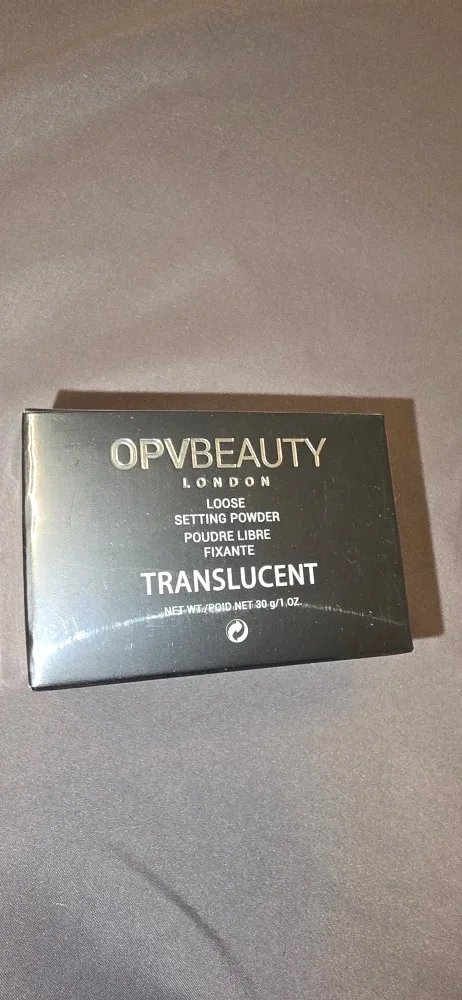 OPVBEAUTY
LONDON
LOOSE
SETTING POWDER
POUDRE LIBRE
FIXANTE
TRANSLUCENT
NET WT./POID NET 30 g/1 OZ.